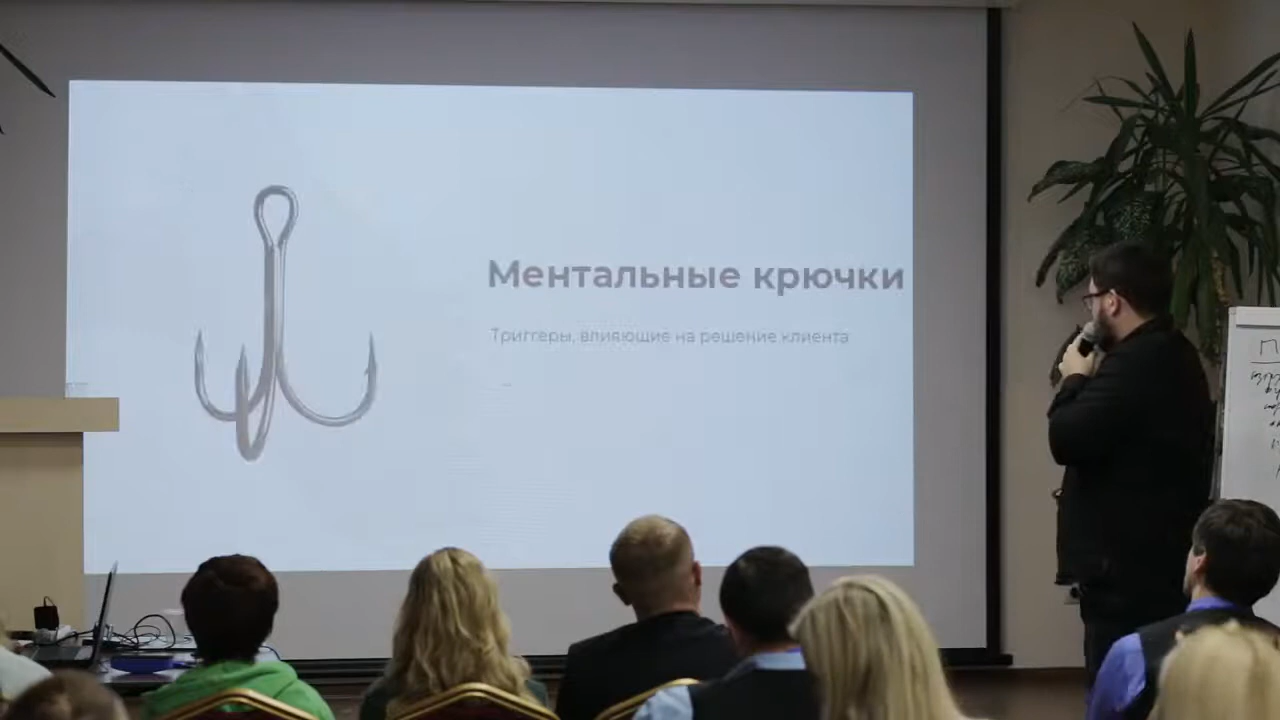 Ментальные крючки
Триггеры, влияющие на решение клиента